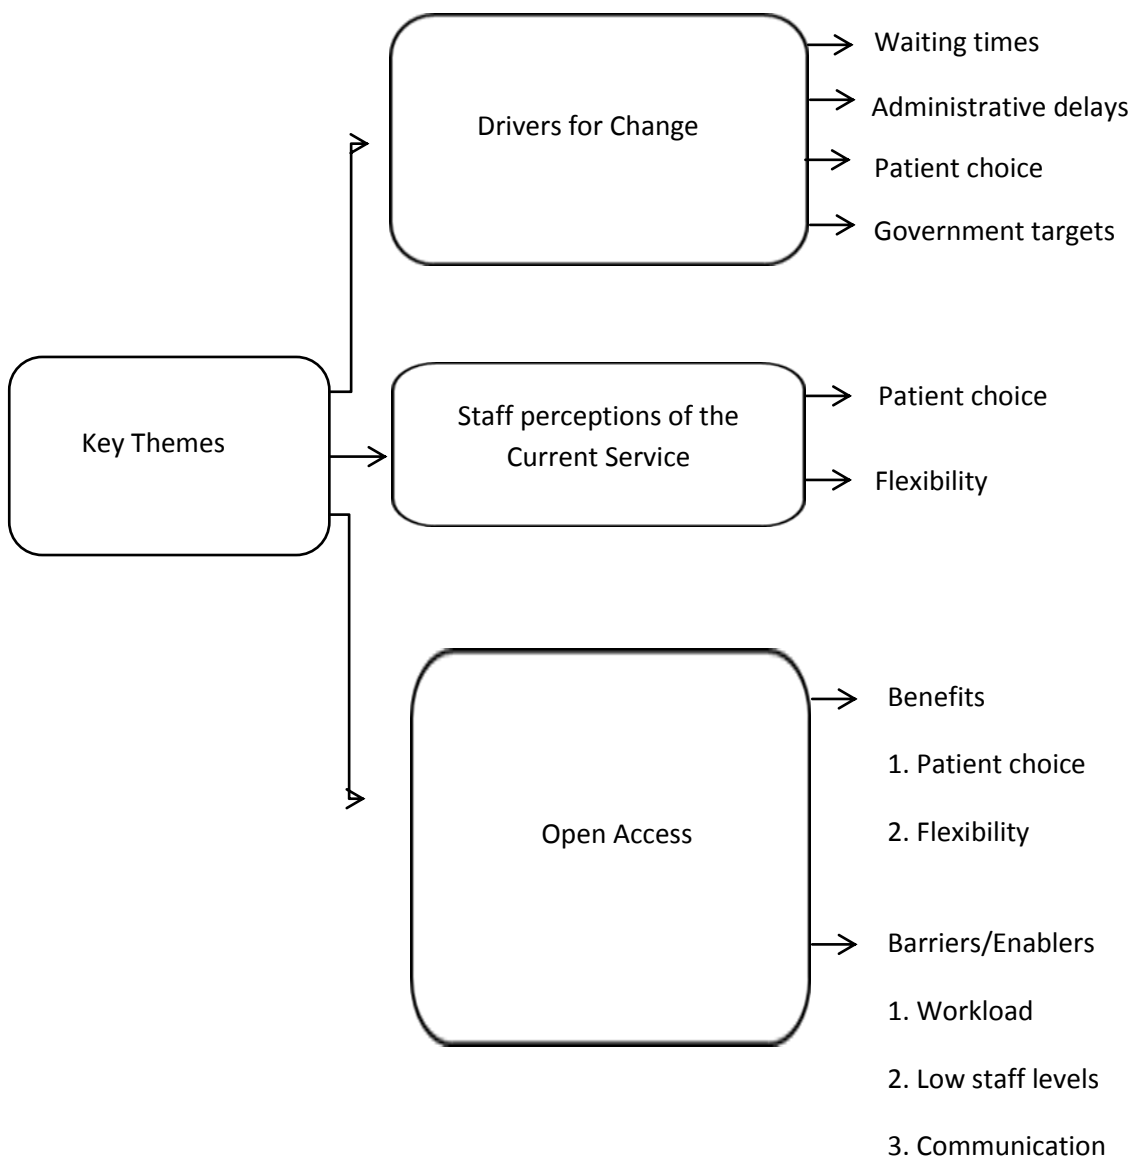 Key Themes
Drivers for Change
Waiting times
Administrative delays
Patient choice
Government targets
Staff perceptions of the
Current Service
Patient choice
Flexibility
Open Access
Benefits
1. Patient choice
2. Flexibility
Barriers/Enablers
1. Workload
2. Low staff levels
3. Communication